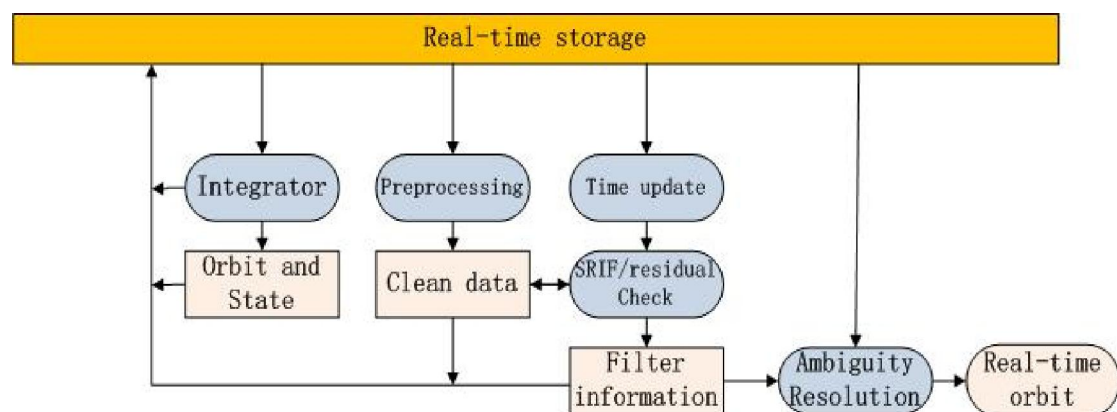 Real-time storage
Integrator
Preprocessing
Time update
Orbit and
State
Clean data
SRIF/residual
Check
Filter
information
Ambiguity
Resolution
Real-time
orbit